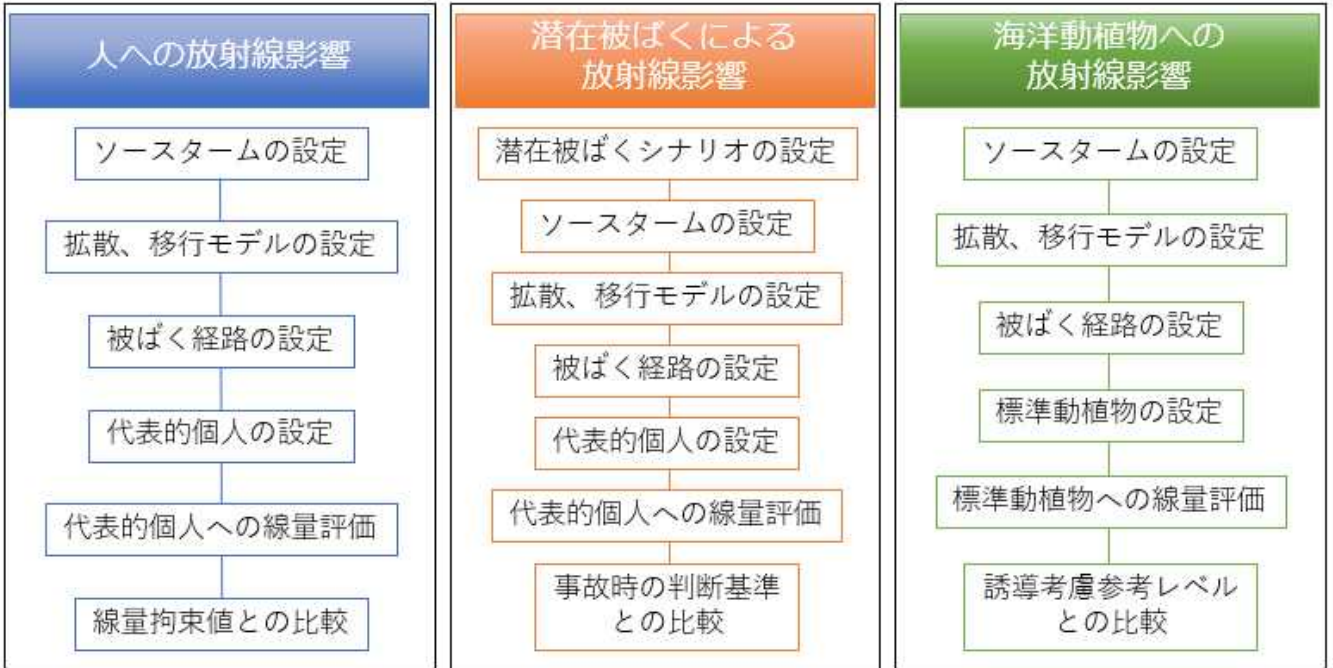 人への放射線影響
ソースタームの設定
拡散、移行モデルの設定
被ばく経路の設定
代表的個人の設定
代表的個人への線量評価
線量拘束値との比較
潜在被ばくによる
放射線影響
潜在被ばくシナリオの設定
ソースタームの設定
拡散、移行モデルの設定
被ばく経路の設定
代表的個人の設定
代表的個人への線量評価
事故時の判断基準
との比較
海洋動植物への
放射線影響
ソースタームの設定
拡散、移行モデルの設定
被ばく経路の設定
標準動植物の設定
標準動植物への線量評価
誘導考慮参考レベル
との比較